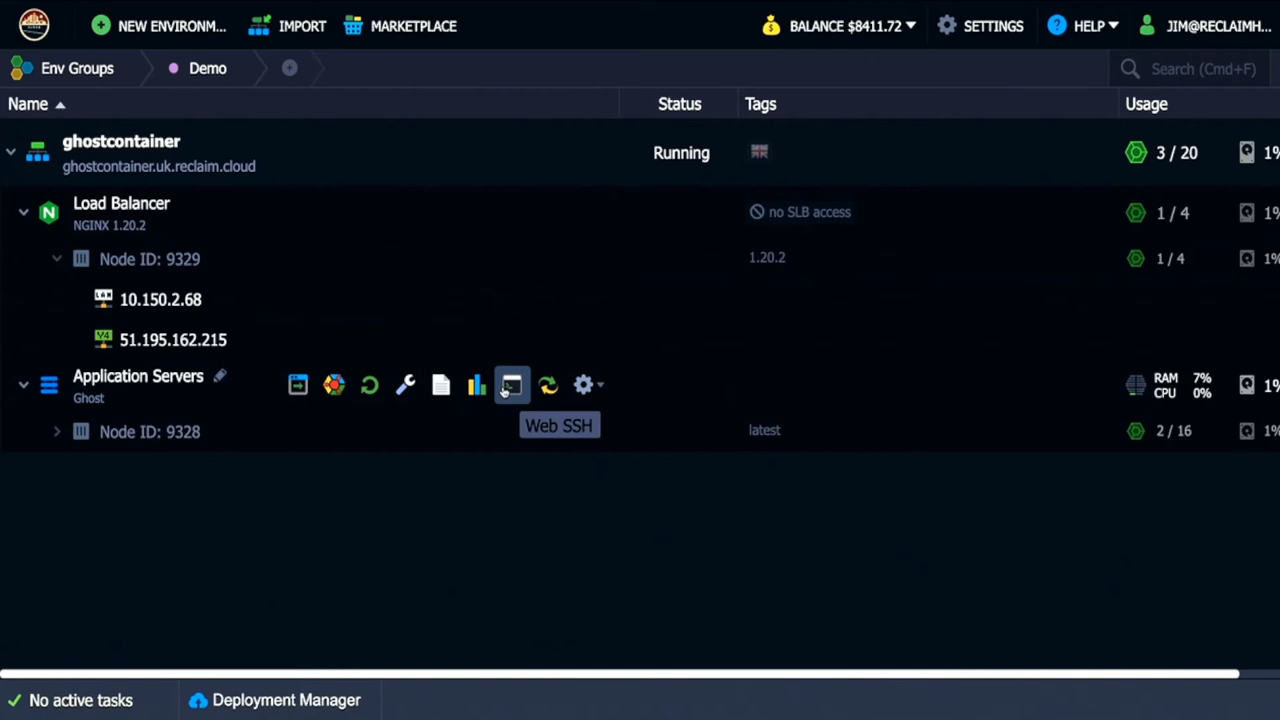 NEW ENVIRONM...
IMPORT
MARKETPLACE
BALANCE $8411.72
SETTINGS
HELP
JIM@RECLAIMH...
Env Groups
Demo
Search (Cmd+F)
Name
Status
Tags
Usage
ghostcontainer
ghostcontainer.uk.reclaim.cloud
Running
3 / 20
1%
Load Balancer
NGINX 1.20.2
no SLB access
1 / 4
1%
Node ID: 9329
1.20.2
1 / 4
1%
LAN
10.150.2.68
V4
51.195.162.215
Application Servers
Ghost
RAM 7%
CPU 0%
1%
Web SSH
Node ID: 9328
latest
2 / 16
1%
No active tasks
Deployment Manager